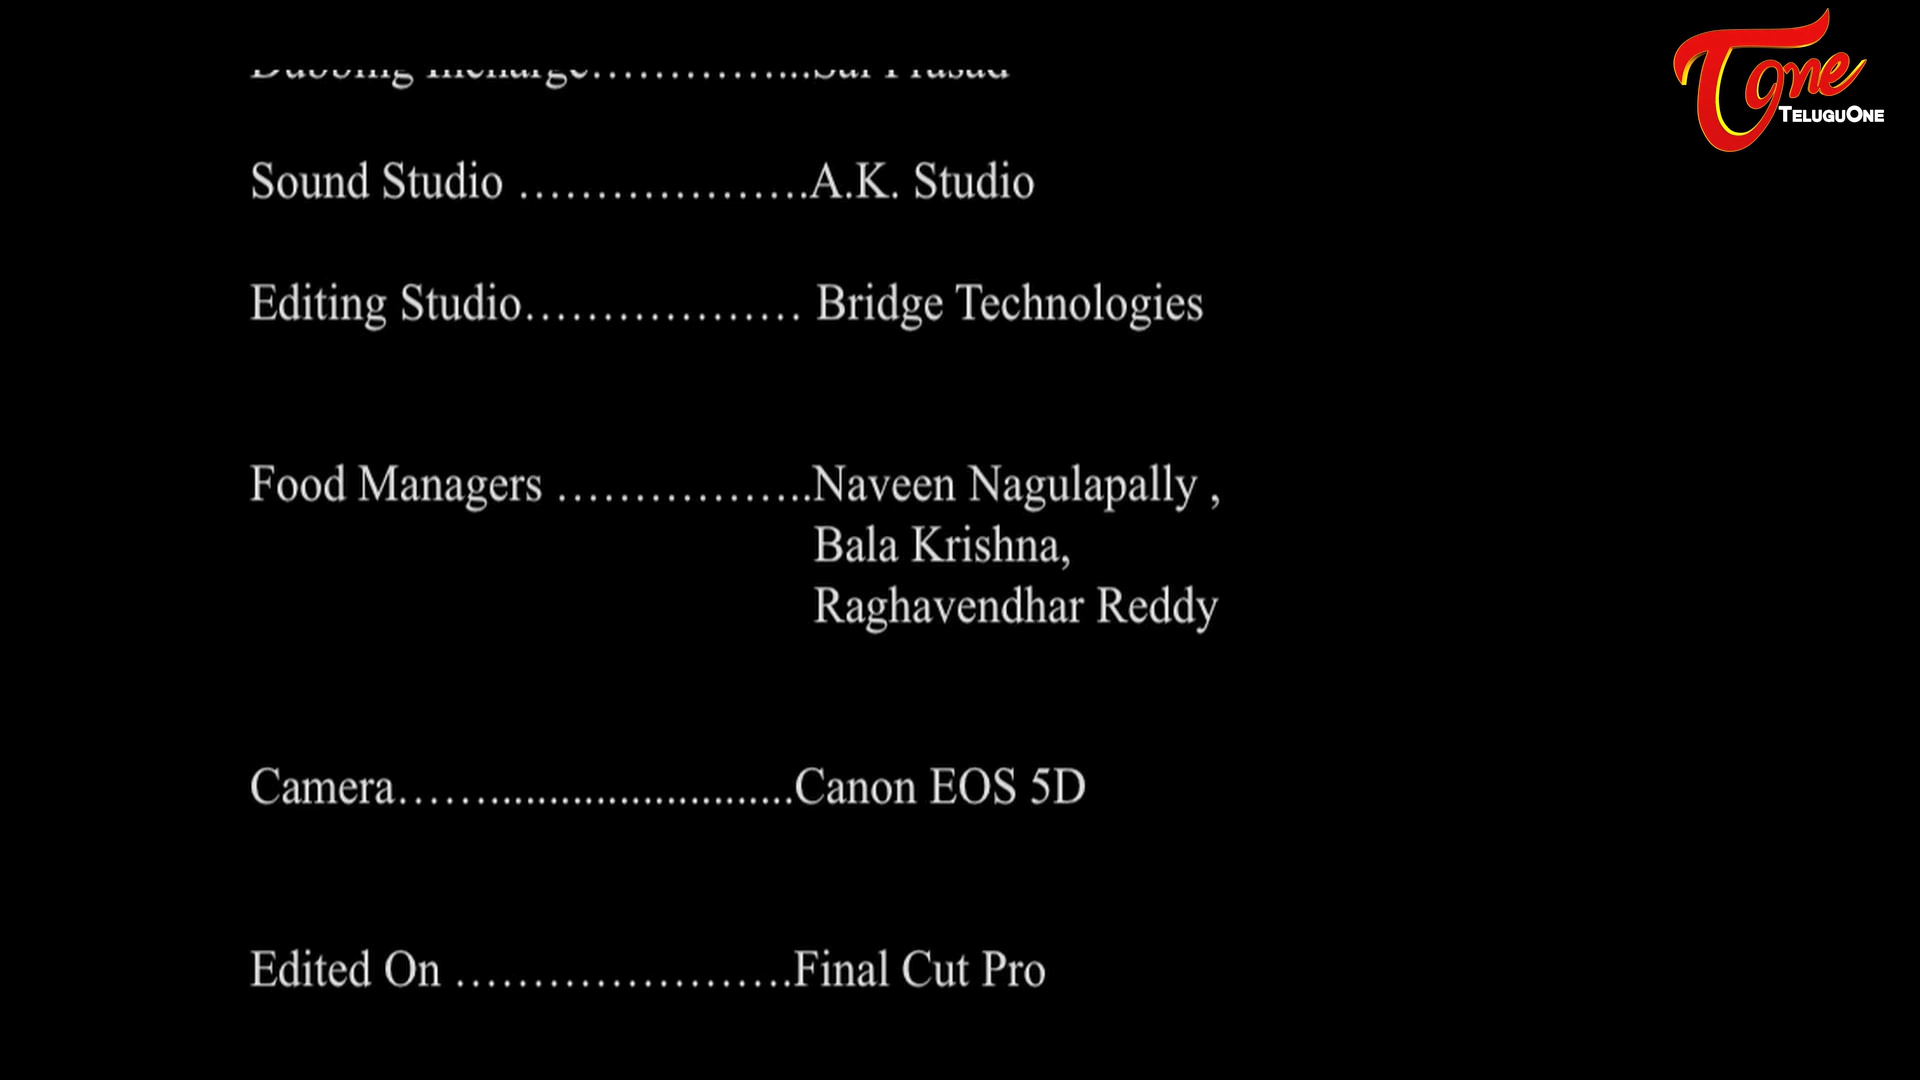 Tone
TELUGUONE
Sound Studio ...................A.K. Studio
Editing Studio.................. Bridge Technologies
Food Managers .................Naveen Nagulapally ,
Bala Krishna,
Raghavendhar Reddy
Camera..............................Canon EOS 5D
Edited On ......................Final Cut Pro